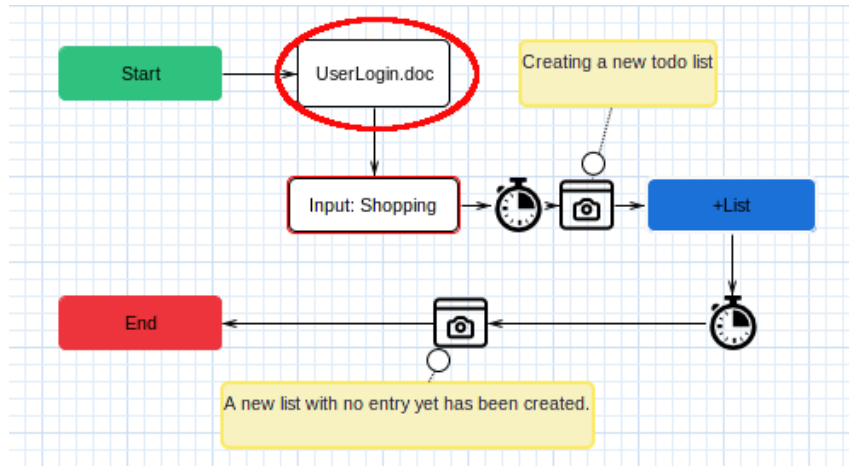 Start
UserLogin.doc
Creating a new todo list
Input: Shopping
+List
End
A new list with no entry yet has been created.